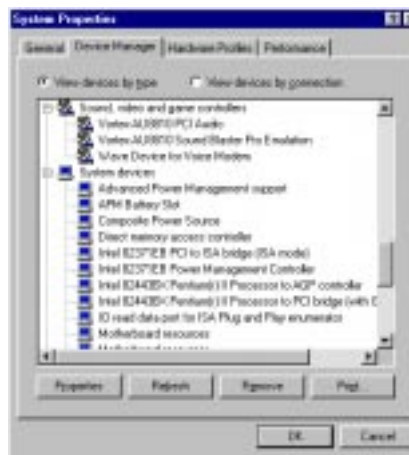 System Properties
General Device Manager Hardware Profiles Performance
View devices by type View devices by connection
Sound, video and game controllers
Vortex AU8810 PCI Audio
Vortex AU8810 Sound Blaster Pro Emulation
Wave Device for Voice Modem
System devices
Advanced Power Management support
APM Battery Slot
Composite Power Source
Direct memory access controller
Intel 82371EB PCI to ISA bridge (ISA mode)
Intel 82371EB Power Management Controller
Intel 82443BX Pentium(r) II Processor to AGP controller
Intel 82443BX Pentium(r) II Processor to PCI bridge (with
IO read data port for ISA Plug and Play enumerator
Motherboard resources
Motherboard resources
Properties Refresh Remove Print...
OK Cancel